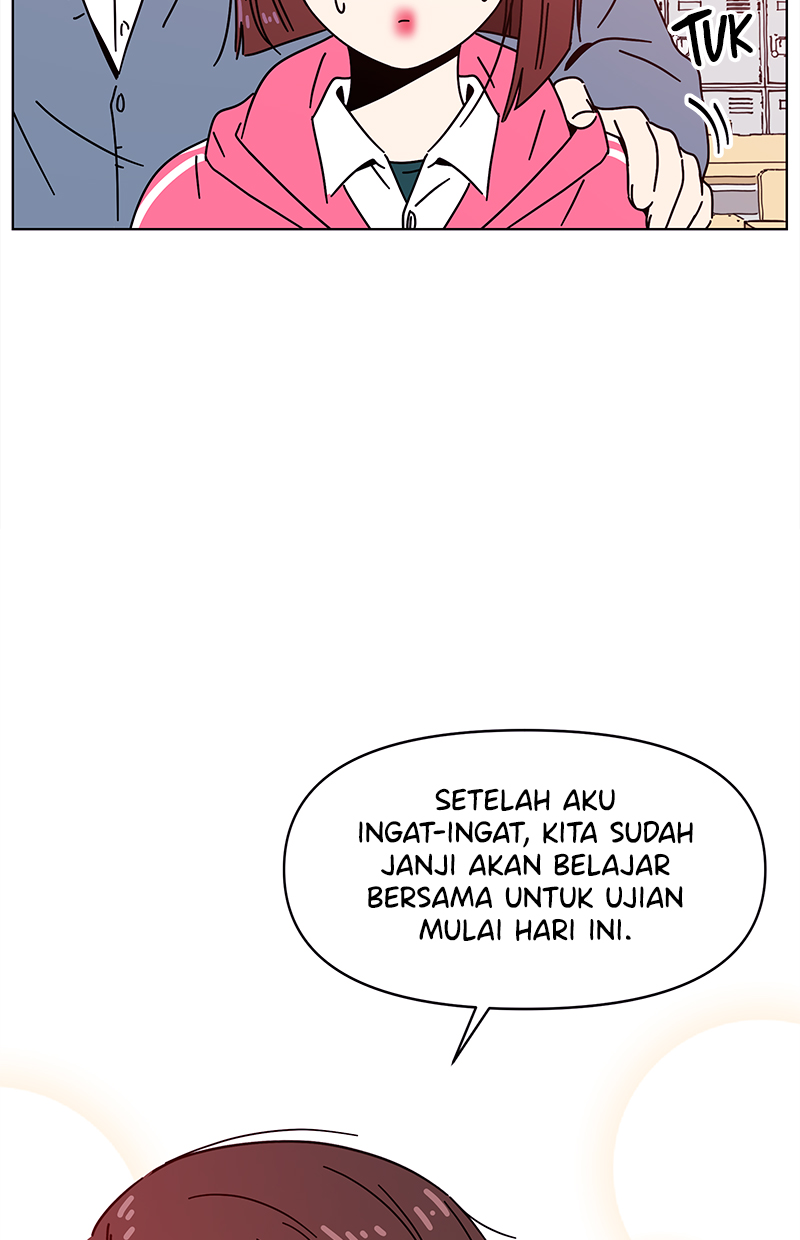 TUK
SETELAH AKU
INGAT-INGAT, KITA SUDAH
JANJI AKAN BELAJAR
BERSAMA UNTUK UJIAN
MULAI HARI INI.